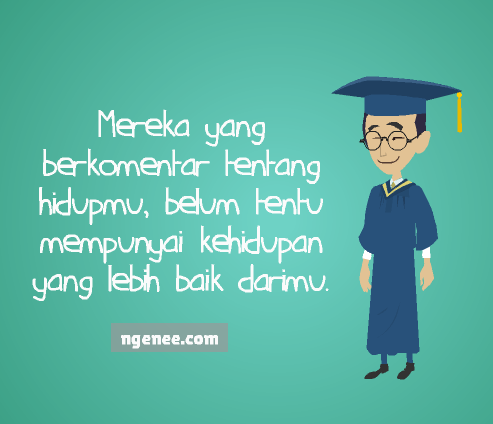 Mereka yang
berkomentar tentang
hidupmu, belum tentu
mempunyai kehidupan
yang lebih baik darimu.
ngenee.com